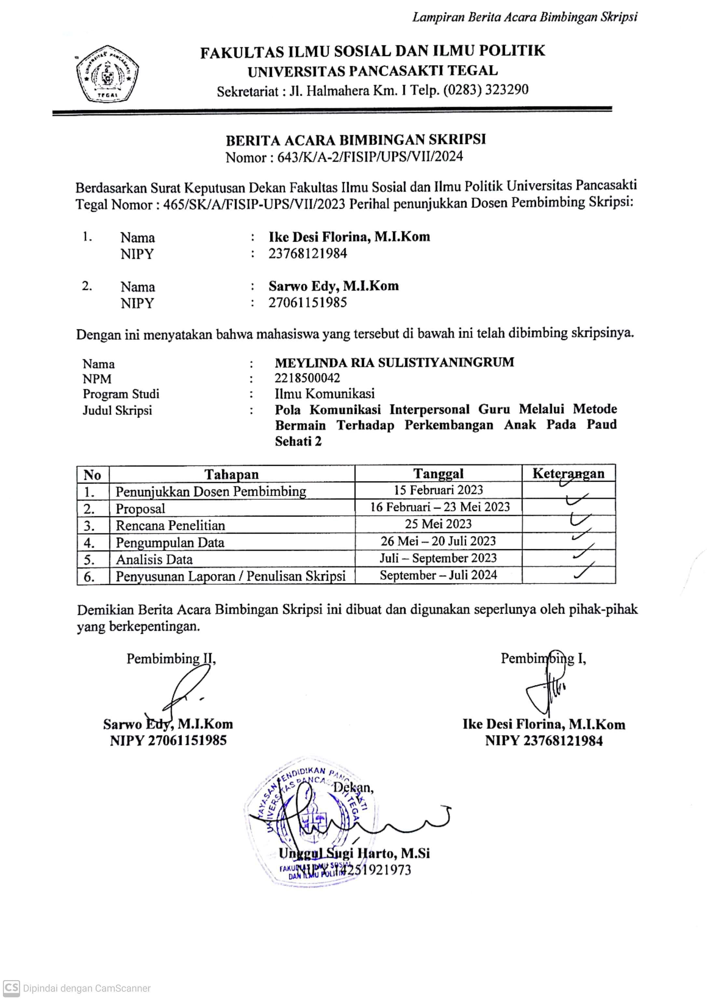 Lampiran Berita Acara Bimbingan Skripsi
UNIVERSITAS PANCASAKTI
TEGAL
FAKULTAS ILMU SOSIAL DAN ILMU POLITIK
UNIVERSITAS PANCASAKTI TEGAL
Sekretariat : Jl. Halmahera Km. I Telp. (0283) 323290
BERITA ACARA BIMBINGAN SKRIPSI
Nomor : 643/K/A-2/FISIP/UPS/VII/2024
Berdasarkan Surat Keputusan Dekan Fakultas Ilmu Sosial dan Ilmu Politik Universitas Pancasakti
Tegal Nomor : 465/SK/A/FISIP-UPS/VII/2023 Perihal penunjukkan Dosen Pembimbing Skripsi:
1. Nama : Ike Desi Florina, M.I.Kom
NIPY : 23768121984
2. Nama : Sarwo Edy, M.I.Kom
NIPY : 27061151985
Dengan ini menyatakan bahwa mahasiswa yang tersebut di bawah ini telah dibimbing skripsinya.
Nama : MEYLINDA RIA SULISTIYANINGRUM
NPM : 2218500042
Program Studi : Ilmu Komunikasi
Judul Skripsi : Pola Komunikasi Interpersonal Guru Melalui Metode
Bermain Terhadap Perkembangan Anak Pada Paud
Sehati 2
No Tahapan Tanggal Keterangan
1. Penunjukkan Dosen Pembimbing 15 Februari 2023
2. Proposal 16 Februari – 23 Mei 2023
3. Rencana Penelitian 25 Mei 2023
4. Pengumpulan Data 26 Mei – 20 Juli 2023
5. Analisis Data Juli – September 2023
6. Penyusunan Laporan / Penulisan Skripsi September – Juli 2024
Demikian Berita Acara Bimbingan Skripsi ini dibuat dan digunakan seperlunya oleh pihak-pihak
yang berkepentingan.
Pembimbing II, Pembimbing I,
Sarwo Edy, M.I.Kom Ike Desi Florina, M.I.Kom
NIPY 27061151985 NIPY 23768121984
YAYASAN PENDIDIKAN PANCASAKTI
UNIVERSITAS PANCASAKTI TEGAL
Dekan,
Unggul Sugi Harto, M.Si
NIPY 14251921973
FAKULTAS ILMU SOSIAL
DAN ILMU POLITIK
CS Dipindai dengan CamScanner